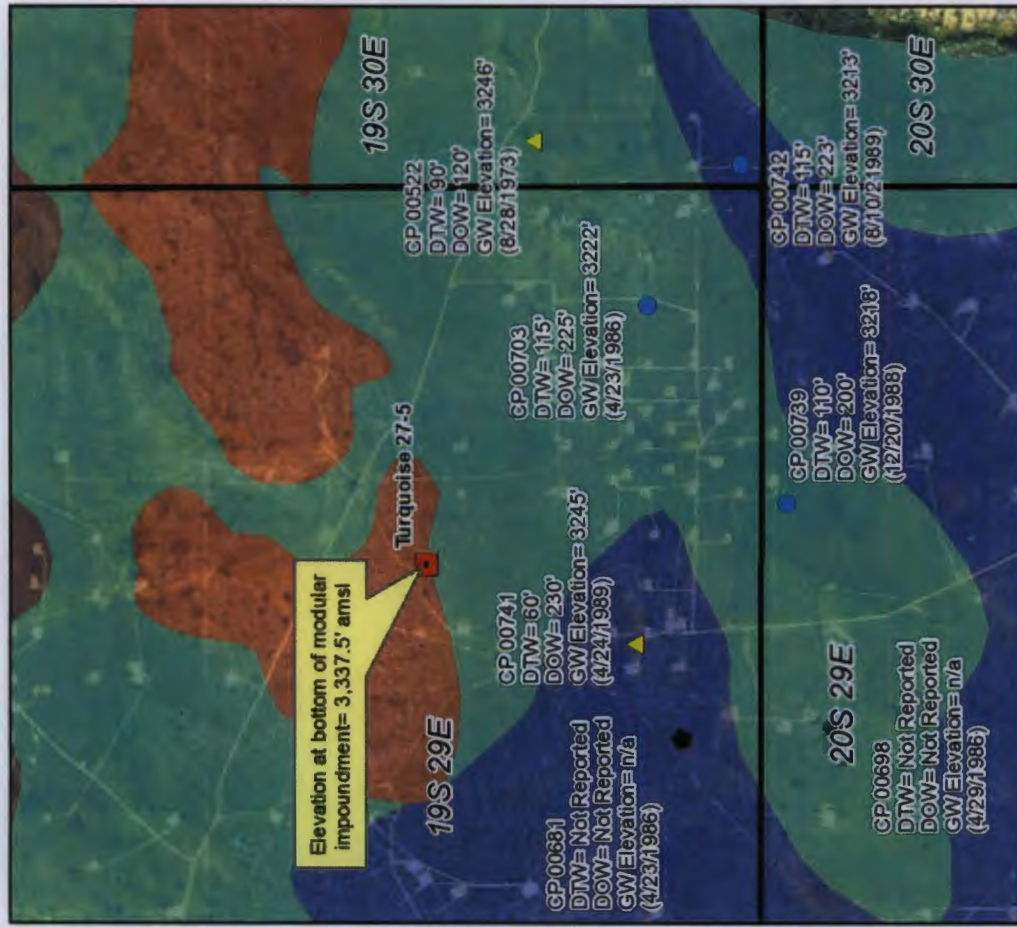 Elevation at bottom of modular
impoundment= 3,337.5' amsl
Turquoise 27-5
19S 29E
19S 30E
CP 00522
DTW= 90'
DOW= 120'
GW Elevation= 3246'
(8/28/1973)
CP 00703
DTW= 115'
DOW= 225'
GW Elevation= 3222'
(4/23/1986)
CP 00741
DTW= 60'
DOW= 230'
GW Elevation= 3245'
(4/24/1989)
CP 00681
DTW= Not Reported
DOW= Not Reported
GW Elevation= n/a
(4/23/1986)
CP 00742
DTW= 115'
DOW= 223'
GW Elevation= 3213'
(8/10/21989)
CP 00739
DTW= 110'
DOW= 200'
GW Elevation= 3218'
(12/20/1988)
20S 29E
20S 30E
CP 00698
DTW= Not Reported
DOW= Not Reported
GW Elevation= n/a
(4/29/1986)